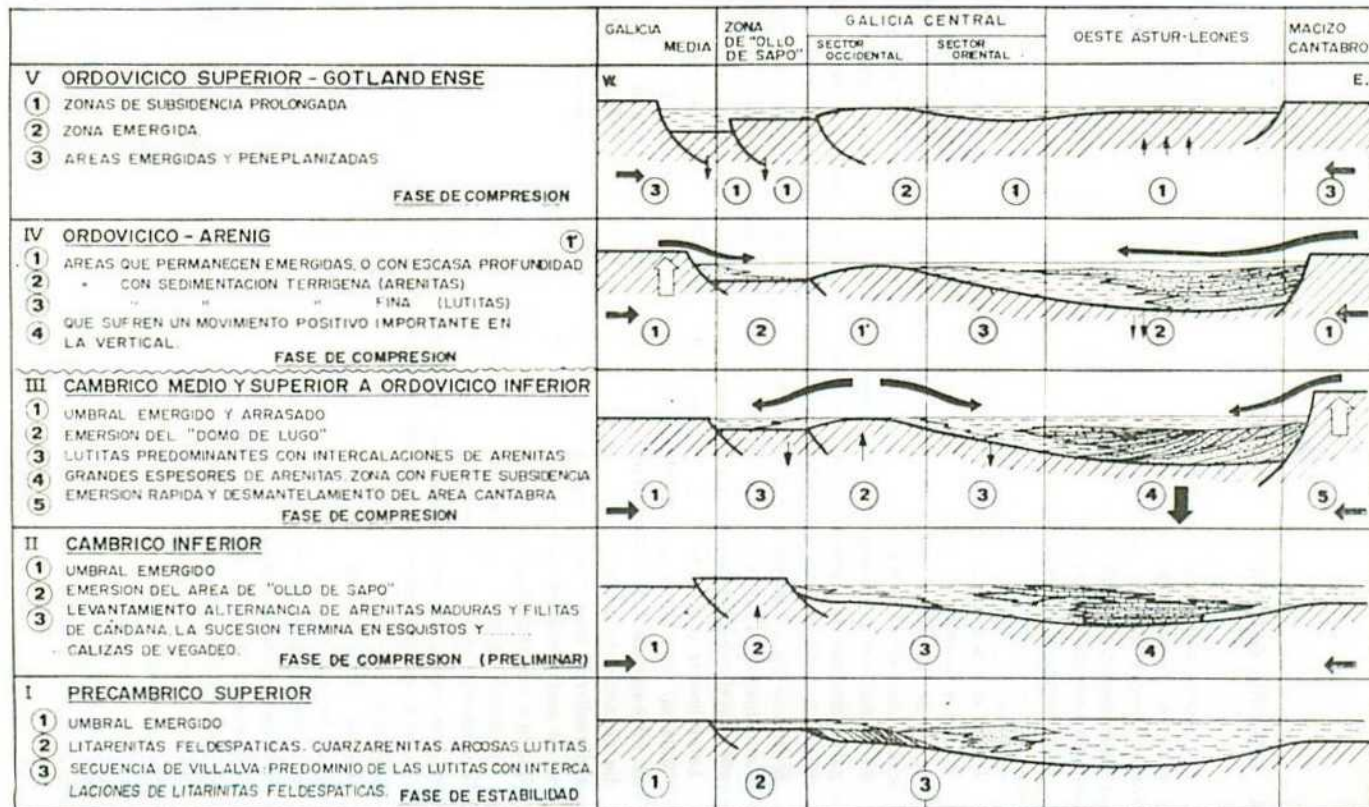 GALICIA MEDIA
ZONA DE "OLLO DE SAPO"
GALICIA CENTRAL
SECTOR OCCIDENTAL
SECTOR ORIENTAL
OESTE ASTUR-LEONES
MACIZO CANTABRO
V ORDOVICICO SUPERIOR - GOTLAND ENSE
1 ZONAS DE SUBSIDENCIA PROLONGADA
2 ZONA EMERGIDA
3 AREAS EMERGIDAS Y PENEPLANIZADAS
FASE DE COMPRESION
W. E.
3 1 1 2 1 1 3
IV ORDOVICICO - ARENIG 1'
1 AREAS QUE PERMANECEN EMERGIDAS, O CON ESCASA PROFUNDIDAD
2 " CON SEDIMENTACION TERRIGENA (ARENITAS)
3 " " " FINA (LUTITAS)
4 QUE SUFREN UN MOVIMIENTO POSITIVO IMPORTANTE EN
LA VERTICAL.
FASE DE COMPRESION
1 2 1' 3 2 1
III CAMBRICO MEDIO Y SUPERIOR A ORDOVICICO INFERIOR
1 UMBRAL EMERGIDO Y ARRASADO
2 EMERSION DEL "DOMO DE LUGO"
3 LUTITAS PREDOMINANTES CON INTERCALACIONES DE ARENITAS
4 GRANDES ESPESORES DE ARENITAS. ZONA CON FUERTE SUBSIDENCIA
5 EMERSION RAPIDA Y DESMANTELAMIENTO DEL AREA CANTABRA
FASE DE COMPRESION
1 3 2 3 4 5
II CAMBRICO INFERIOR
1 UMBRAL EMERGIDO
2 EMERSION DEL AREA DE "OLLO DE SAPO"
3 LEVANTAMIENTO ALTERNANCIA DE ARENITAS MADURAS Y FILITAS
DE CANDANA, LA SUCESION TERMINA EN ESQUISTOS Y........
CALIZAS DE VEGADEO.
FASE DE COMPRESION (PRELIMINAR)
1 2 3 4
I PRECAMBRICO SUPERIOR
1 UMBRAL EMERGIDO
2 LITARENITAS FELDESPATICAS. CUARZARENITAS. ARCOSAS LUTITAS.
3 SECUENCIA DE VILLALVA: PREDOMINIO DE LAS LUTITAS CON INTERCA
LACIONES DE LITARINITAS FELDESPATICAS.
FASE DE ESTABILIDAD
1 2 3